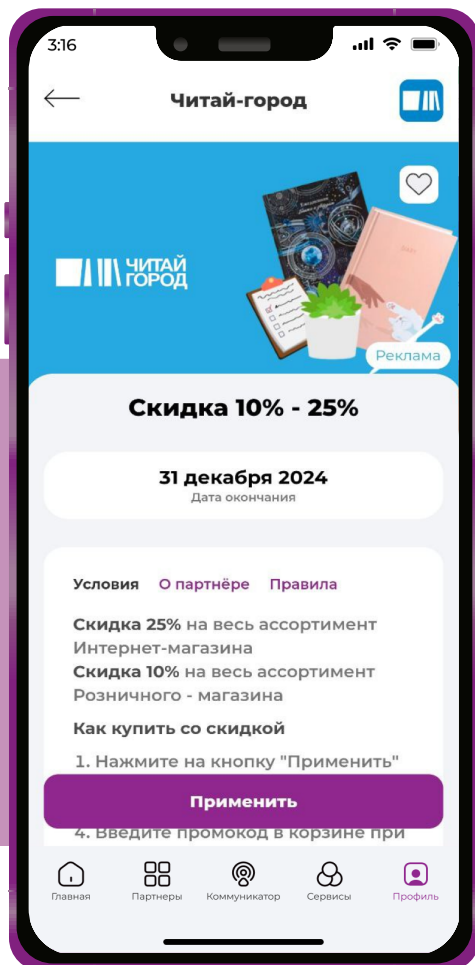 3:16
Читай-город
ЧИТАЙ
ГОРОД
Реклама
Скидка 10% - 25%
31 декабря 2024
Дата окончания
Условия О партнёре Правила
Скидка 25% на весь ассортимент
Интернет-магазина
Скидка 10% на весь ассортимент
Розничного - магазина
Как купить со скидкой
1. Нажмите на кнопку "Применить"
Применить
4. Введите промокод в корзине при
Главная Партнеры Коммуникатор Сервисы Профиль